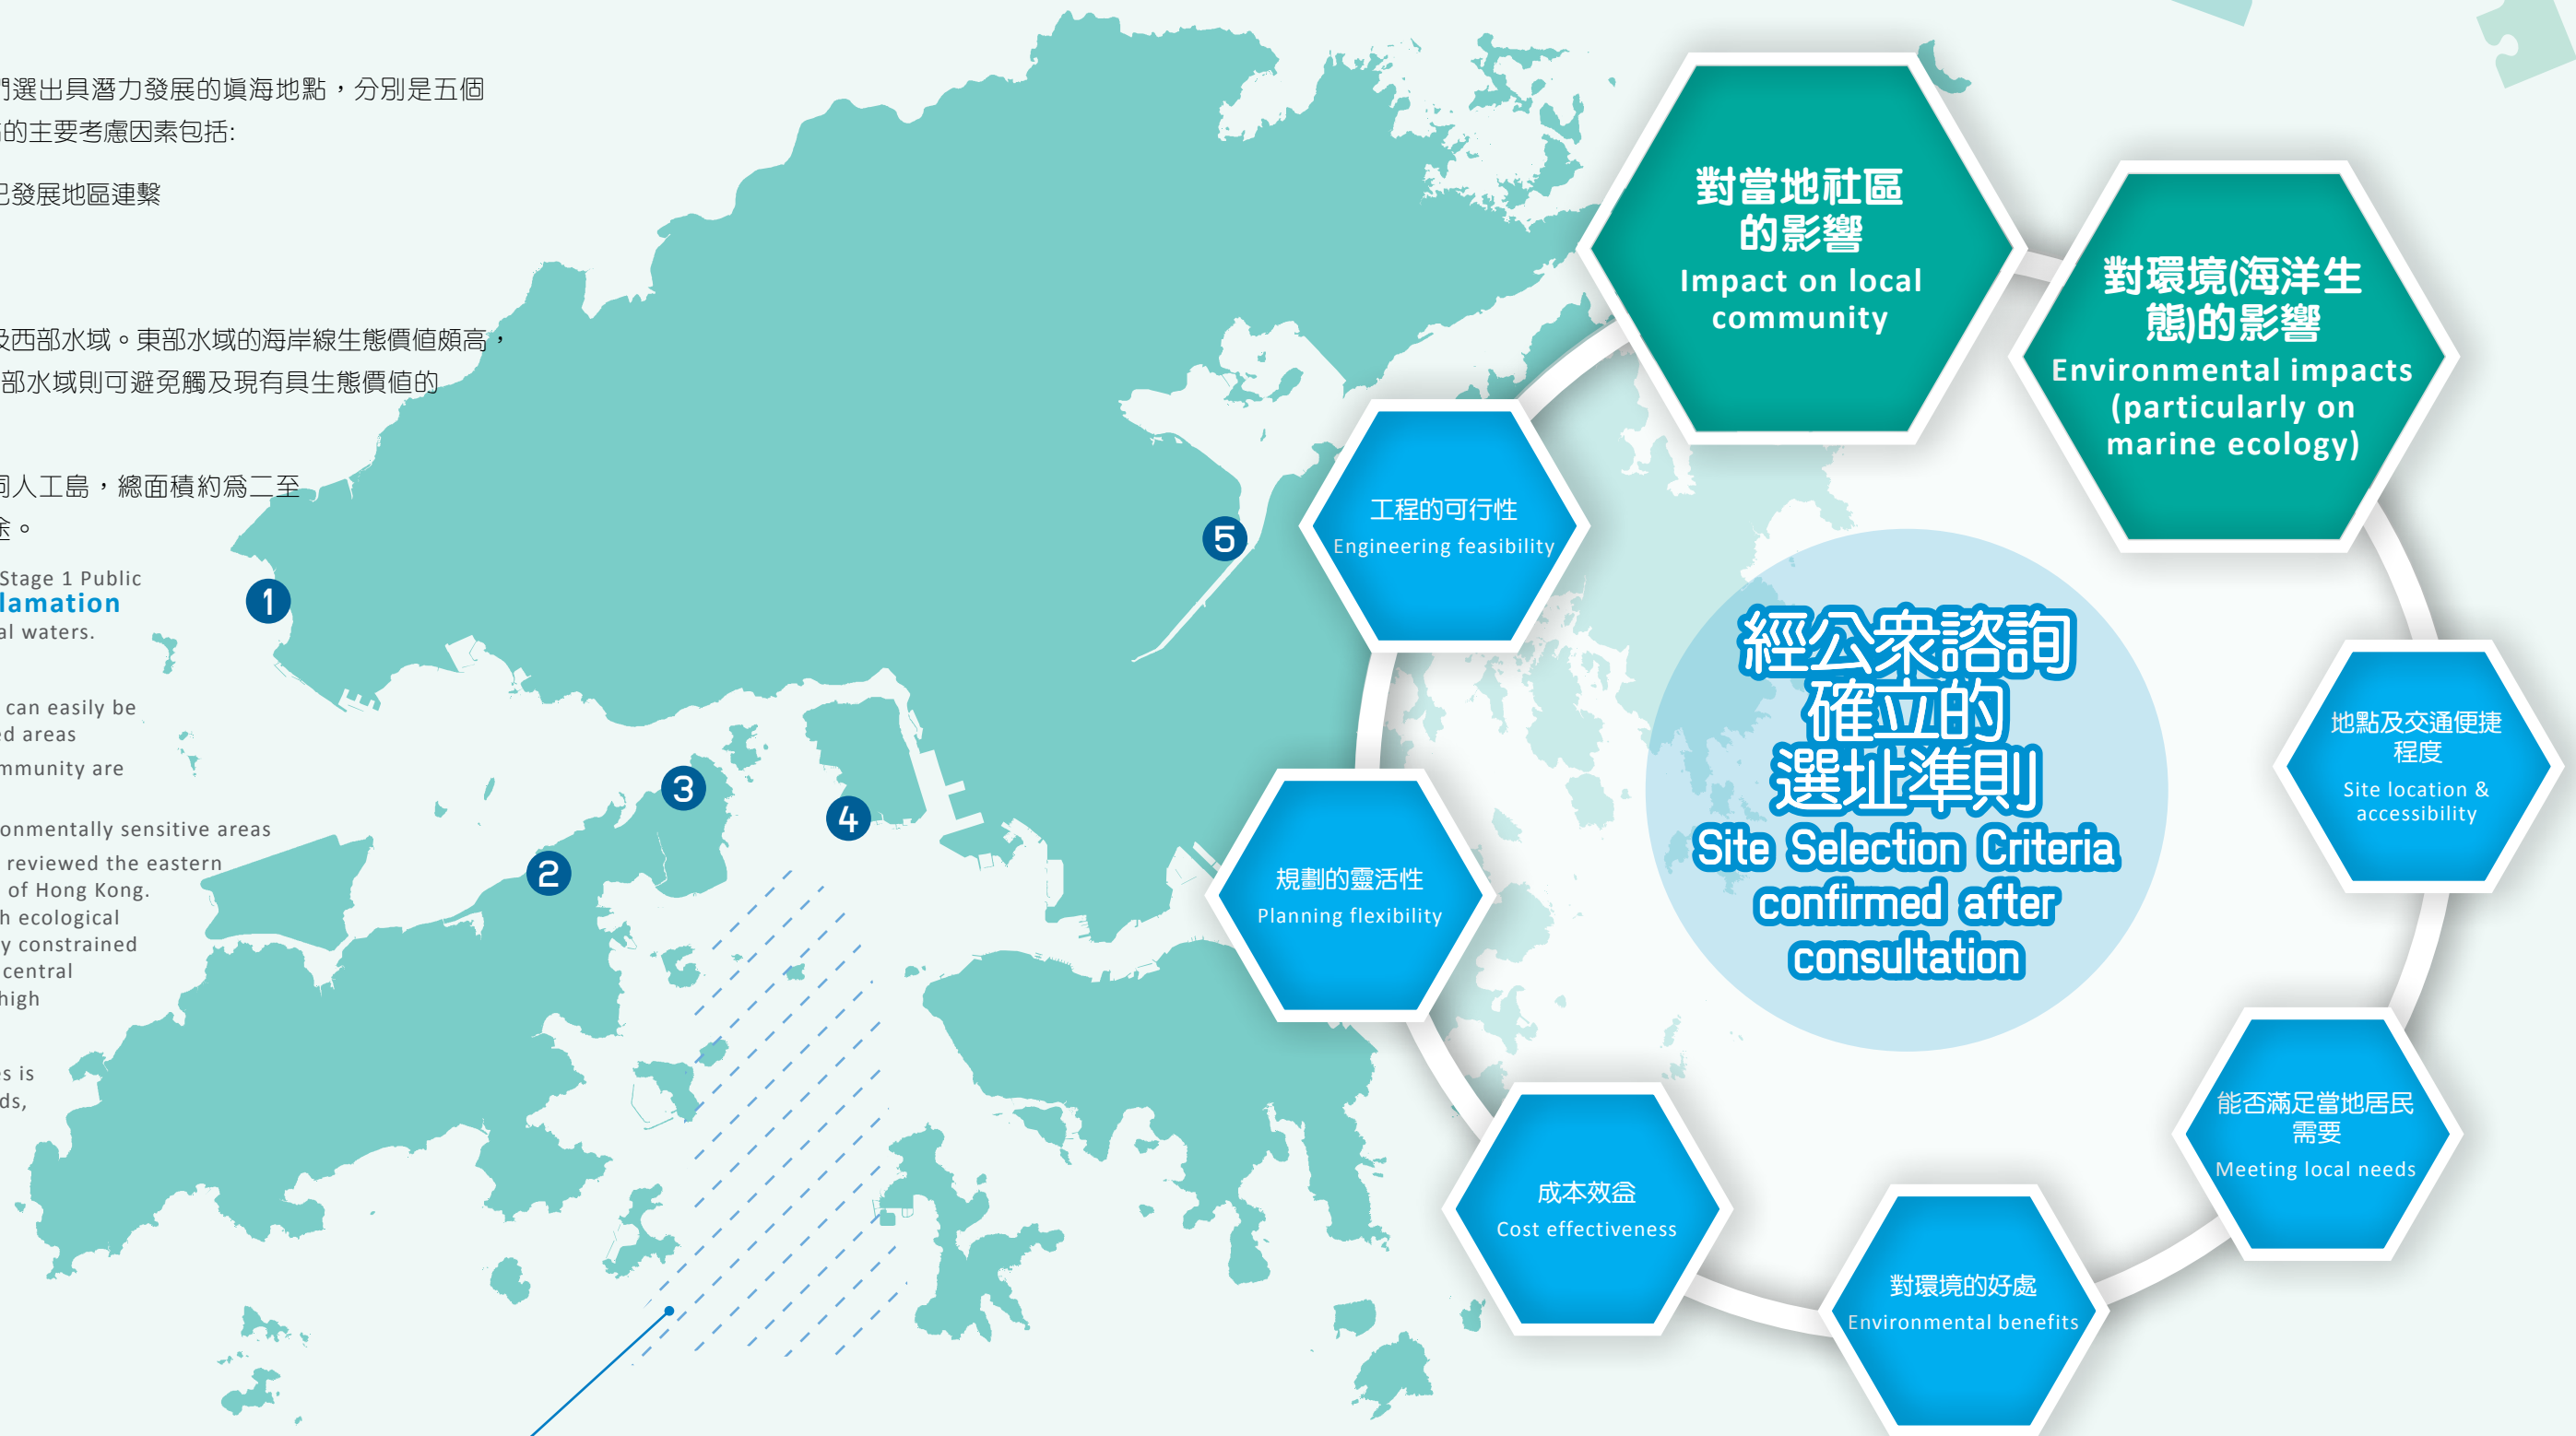 們選出具潛力發展的填海地點，分別是五個
的主要考慮因素包括:
已發展地區連繫
及西部水域。東部水域的海岸線生態價值頗高，
部水域則可避免觸及現有具生態價值的
同人工島，總面積約為二至
途。
Stage 1 Public
lamation
al waters.
can easily be
ed areas
mmunity are
onmentally sensitive areas
reviewed the eastern
of Hong Kong.
h ecological
y constrained
central
high
es is
ds,
1
2
3
4
5
對當地社區
的影響
Impact on local
community
對環境(海洋生
態)的影響
Environmental impacts
(particularly on
marine ecology)
工程的可行性
Engineering feasibility
地點及交通便捷
程度
Site location &
accessibility
規劃的靈活性
Planning flexibility
能否滿足當地居民
需要
Meeting local needs
成本效益
Cost effectiveness
對環境的好處
Environmental benefits
經公眾諮詢
確立的
選址準則
Site Selection Criteria
confirmed after
consultation